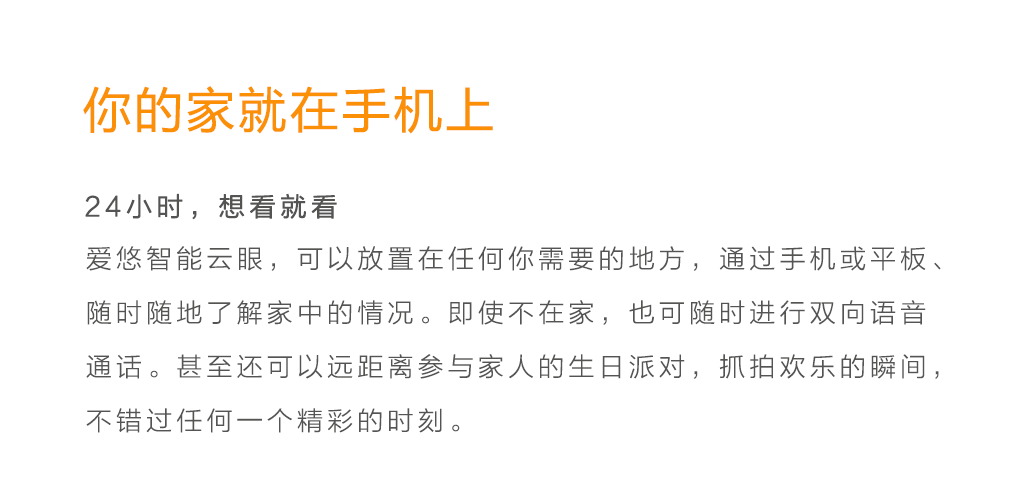 你的家就在手机上
24小时，想看就看
爱悠智能云眼，可以放置在任何你需要的地方，通过手机或平板、
随时随地了解家中的情况。即使不在家，也可随时进行双向语音
通话。甚至还可以远距离参与家人的生日派对，抓拍欢乐的瞬间，
不错过任何一个精彩的时刻。